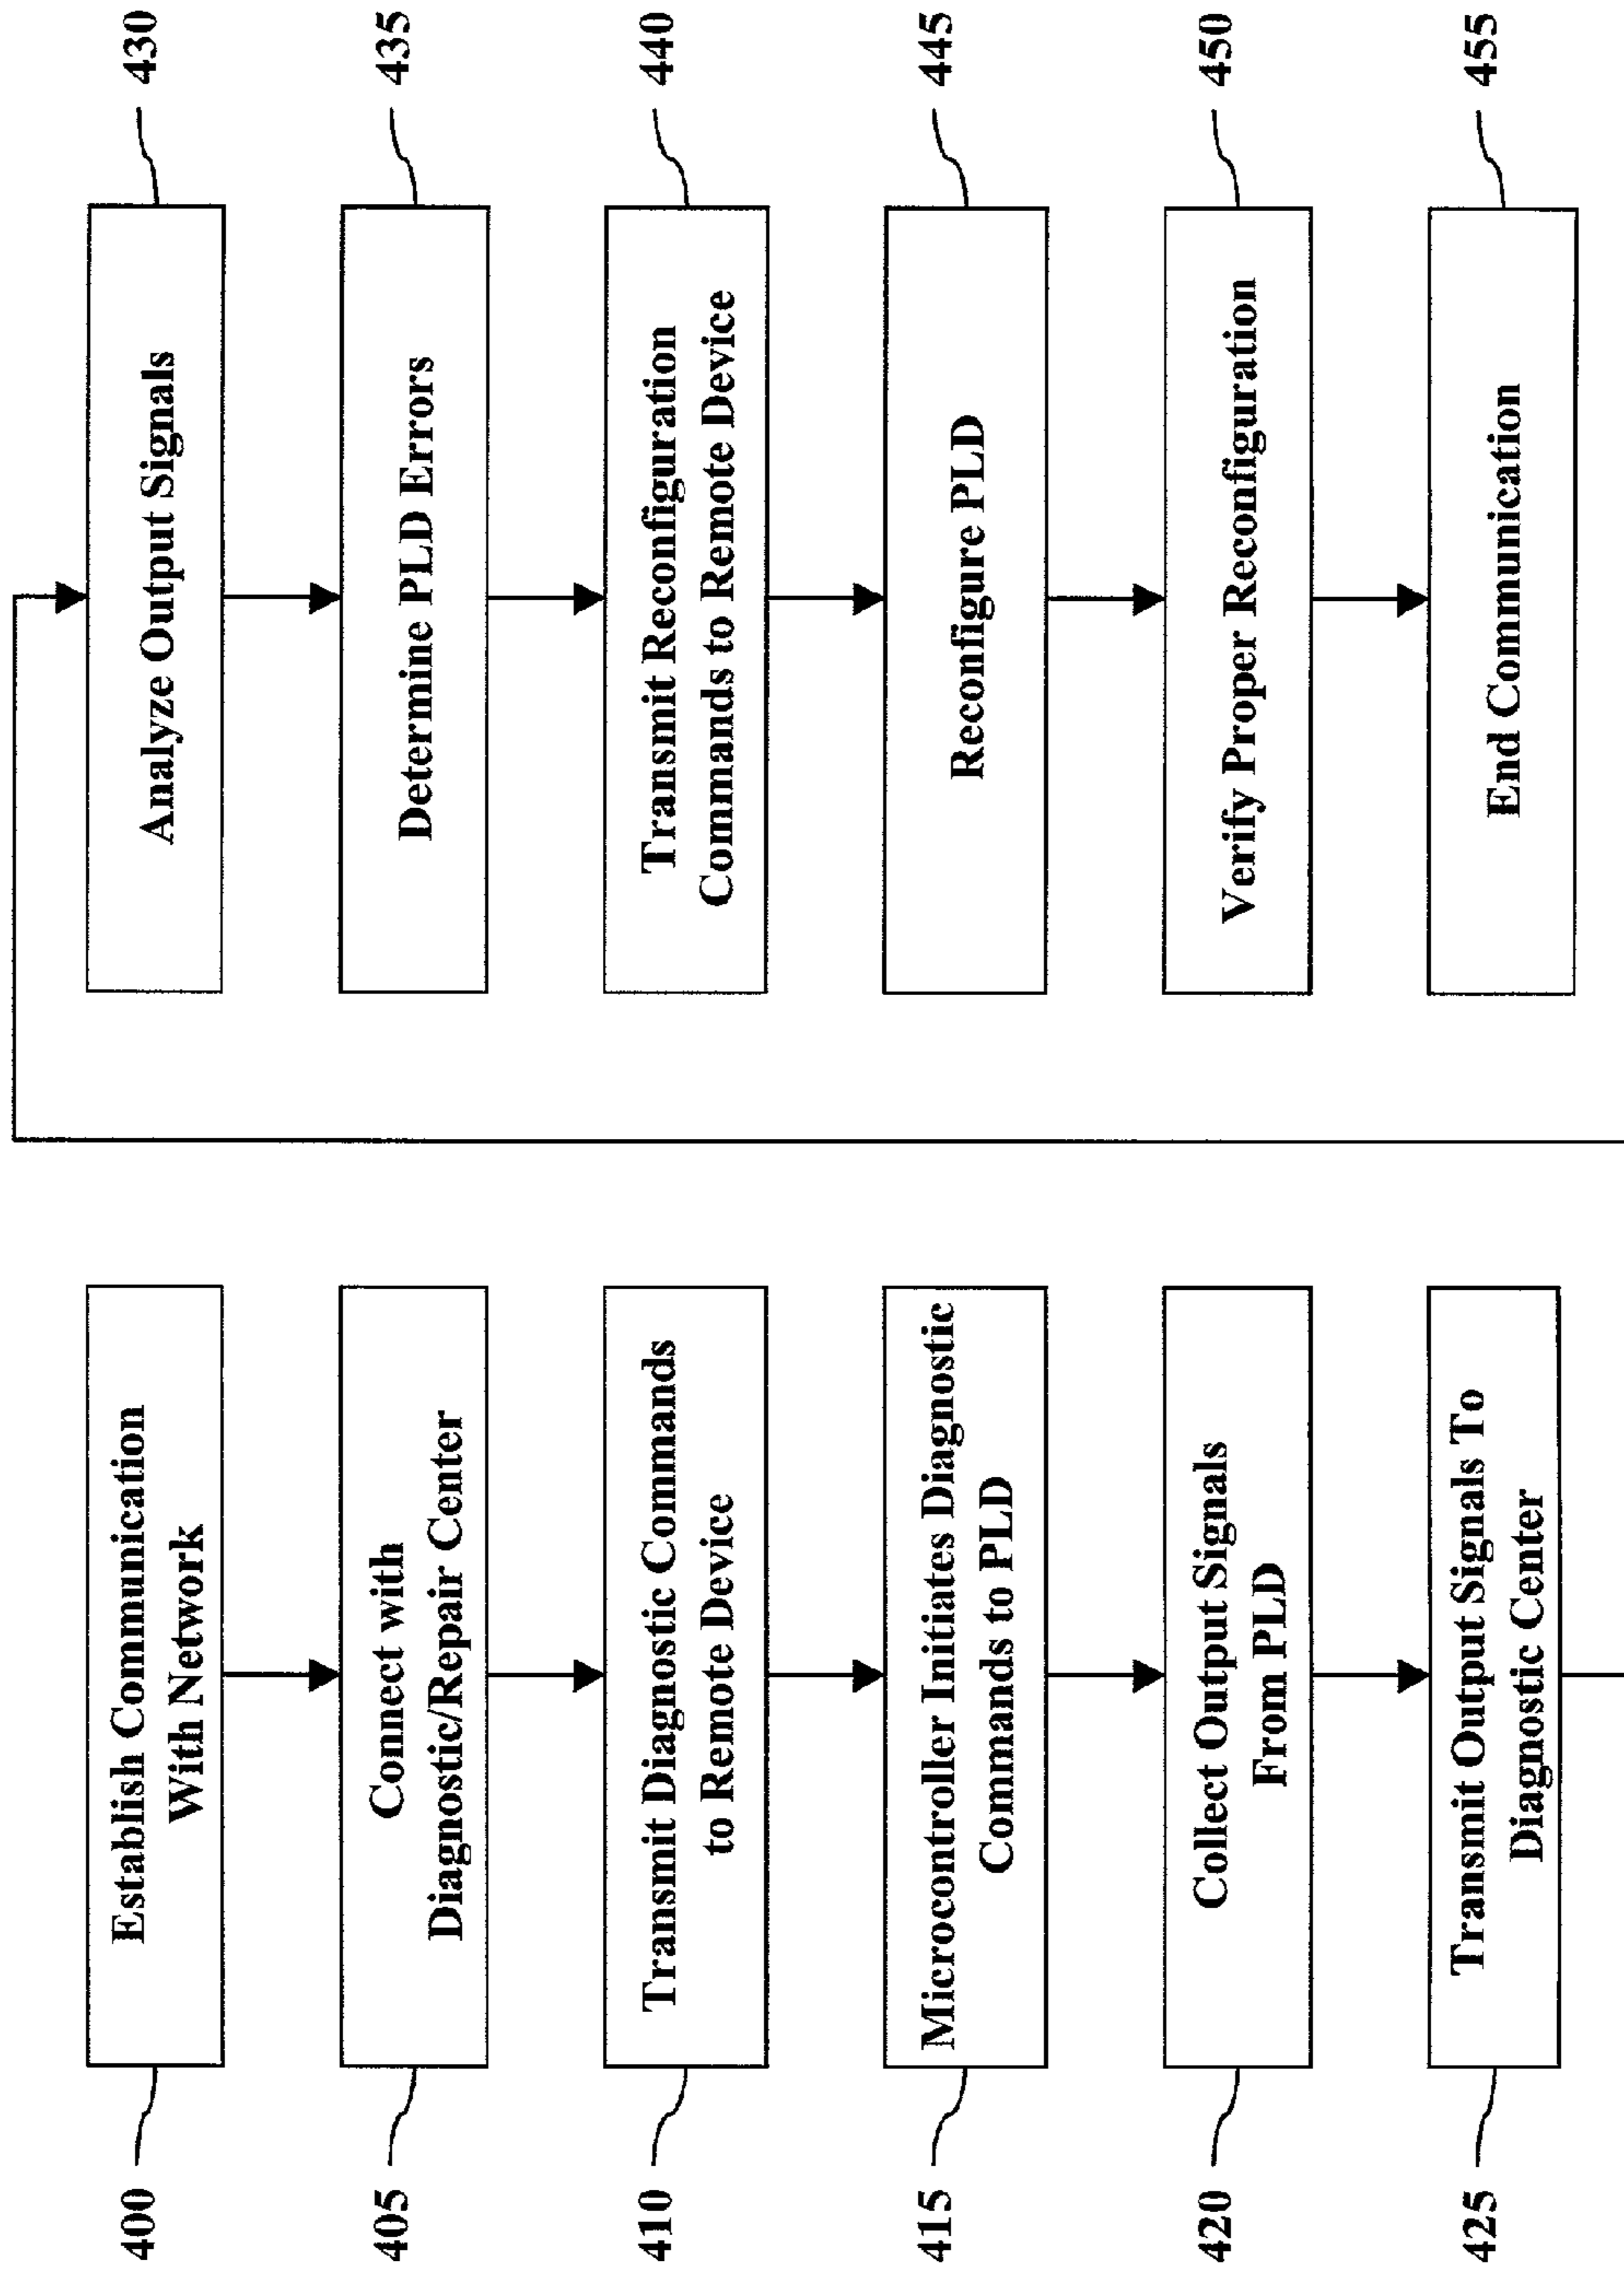 400
Establish Communication
With Network
405
Connect with
Diagnostic/Repair Center
410
Transmit Diagnostic Commands
to Remote Device
415
Microcontroller Initiates Diagnostic
Commands to PLD
420
Collect Output Signals
From PLD
425
Transmit Output Signals To
Diagnostic Center
Analyze Output Signals
430
Determine PLD Errors
435
Transmit Reconfiguration
Commands to Remote Device
440
Reconfigure PLD
445
Verify Proper Reconfiguration
450
End Communication
455